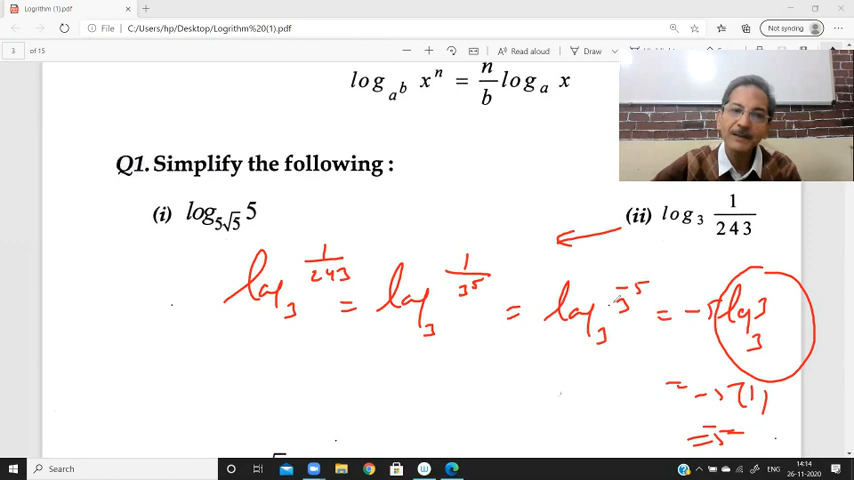 Logrithm%20(1).pdf
File C:/Users/hp/Desktop/Logrithm%20(1).pdf Not syncing
3 of 15 Read aloud Draw
log_{a^b} x^n = n/b log_a x
Q1. Simplify the following :
(i) log_{5√5} 5 (ii) log_3 1/243
log_3 1/243 = log_3 1/3^5 = log_3 3^{-5} = -5 log_3 3
= -5(1)
= -5
Search ENG 14:14 26-11-2020